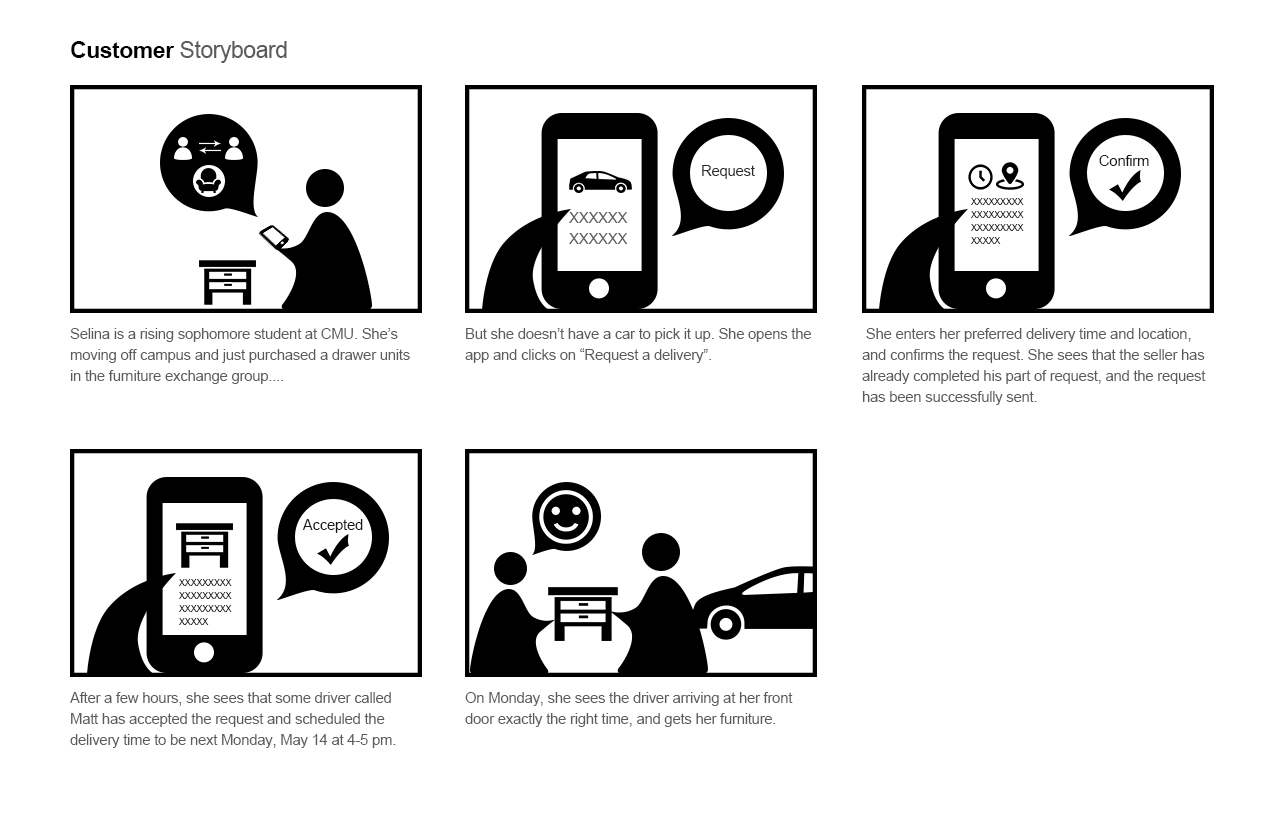 Customer Storyboard
Request
Confirm
XXXXXX
XXXXXX
XXXXXXXXX
XXXXXXXXX
XXXXXXXXX
XXXXX
Selina is a rising sophomore student at CMU. She’s
moving off campus and just purchased a drawer units
in the furniture exchange group....
But she doesn’t have a car to pick it up. She opens the
app and clicks on “Request a delivery”.
She enters her preferred delivery time and location,
and confirms the request. She sees that the seller has
already completed his part of request, and the request
has been successfully sent.
Accepted
XXXXXXXXX
XXXXXXXXX
XXXXXXXXX
XXXXX
After a few hours, she sees that some driver called
Matt has accepted the request and scheduled the
delivery time to be next Monday, May 14 at 4-5 pm.
On Monday, she sees the driver arriving at her front
door exactly the right time, and gets her furniture.